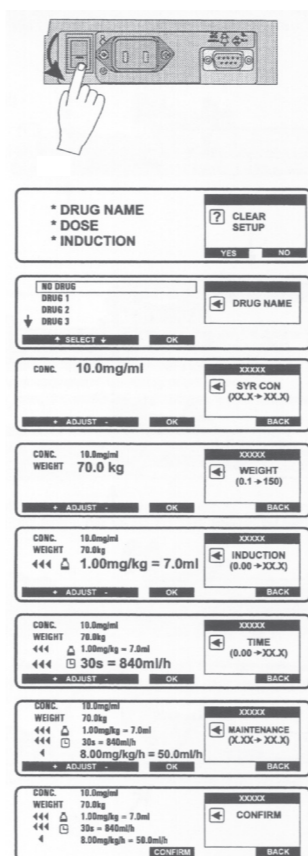 * DRUG NAME
* DOSE
* INDUCTION
? CLEAR
SETUP
YES NO
NO DRUG
DRUG 1
DRUG 2
DRUG 3
DRUG NAME
SELECT OK
CONC. 10.0mg/ml
XXXXX
SYR CON
(XX.X→XX.X)
+ ADJUST - OK BACK
CONC. 10.0mg/ml
WEIGHT 70.0 kg
XXXXX
WEIGHT
(0.1→150)
+ ADJUST - OK BACK
CONC. 10.0mg/ml
WEIGHT 70.0kg
1.00mg/kg = 7.0ml
XXXXX
INDUCTION
(0.00→XX.X)
+ ADJUST - OK BACK
CONC. 10.0mg/ml
WEIGHT 70.0kg
1.00mg/kg = 7.0ml
30s = 840ml/h
XXXXX
TIME
(0.00→XX.X)
+ ADJUST - OK BACK
CONC. 10.0mg/ml
WEIGHT 70.0kg
1.00mg/kg = 7.0ml
30s = 840ml/h
8.00mg/kg/h = 50.0ml/h
XXXXX
MAINTENANCE
(X.XX→XX.X)
+ ADJUST - OK BACK
CONC. 10.0mg/ml
WEIGHT 70.0kg
1.00mg/kg = 7.0ml
30s = 840ml/h
8.00mg/kg/h = 50.0ml/h
XXXXX
CONFIRM
CONFIRM BACK